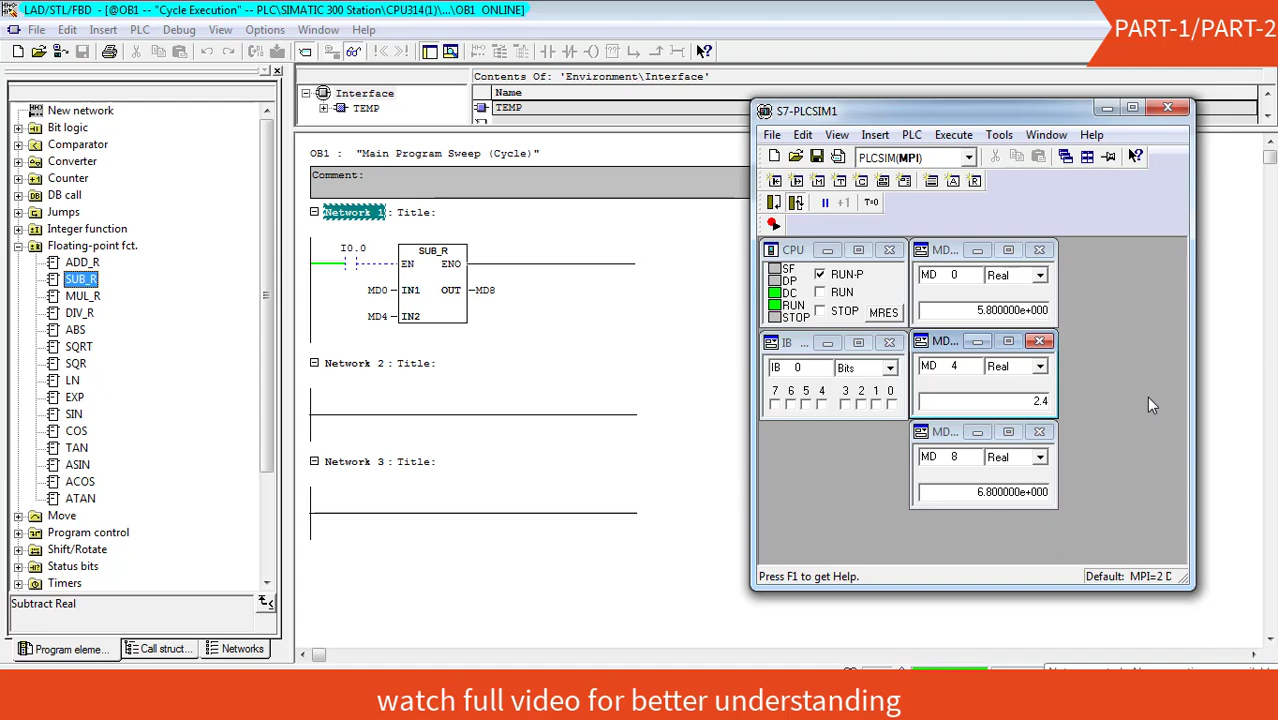 LAD/STL/FBD - [@OB1 -- "Cycle Execution" -- PLC\SIMATIC 300 Station\CPU314(1)\...\OB1 ONLINE]
PART-1/PART-2
File Edit Insert PLC Debug View Options Window Help
New network
Bit logic
Comparator
Converter
Counter
DB call
Jumps
Integer function
Floating-point fct.
ADD_R
SUB_R
MUL_R
DIV_R
ABS
SQRT
SQR
LN
EXP
SIN
COS
TAN
ASIN
ACOS
ATAN
Move
Program control
Shift/Rotate
Status bits
Timers
Subtract Real
Program eleme...
Call struct...
Networks
Contents Of: 'Environment\Interface'
Interface
TEMP
Name
TEMP
OB1 : "Main Program Sweep (Cycle)"
Comment:
Network 1: Title:
I0.0
SUB_R
EN ENO
MD0 IN1 OUT MD8
MD4 IN2
Network 2: Title:
Network 3: Title:
S7-PLCSIM1
File Edit View Insert PLC Execute Tools Window Help
PLCSIM(MPI)
+1 T=0
CPU
SF
DP
DC
RUN
STOP
RUN-P
RUN
STOP
MRES
MD...
MD 0 Real
5.800000e+000
IB ...
IB 0 Bits
7 6 5 4 3 2 1 0
MD...
MD 4 Real
2.4
MD...
MD 8 Real
6.800000e+000
Press F1 to get Help.
Default: MPI=2 D
watch full video for better understanding